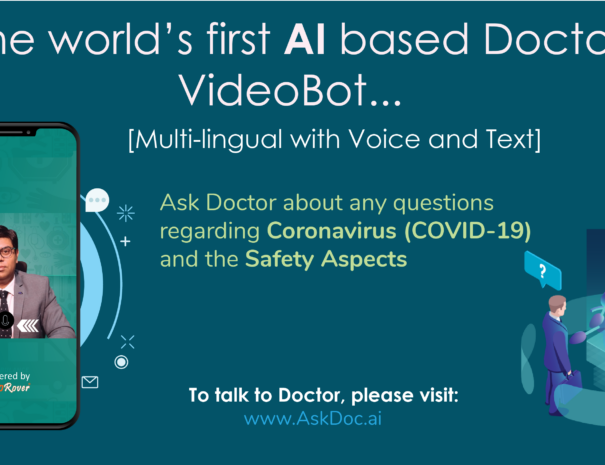 he world's first AI based Docto
VideoBot...
[Multi-lingual with Voice and Text]
Ask Doctor about any questions
regarding Coronavirus (COVID-19)
and the Safety Aspects
?
ered by
Rover
To talk to Doctor, please visit:
www.AskDoc.ai